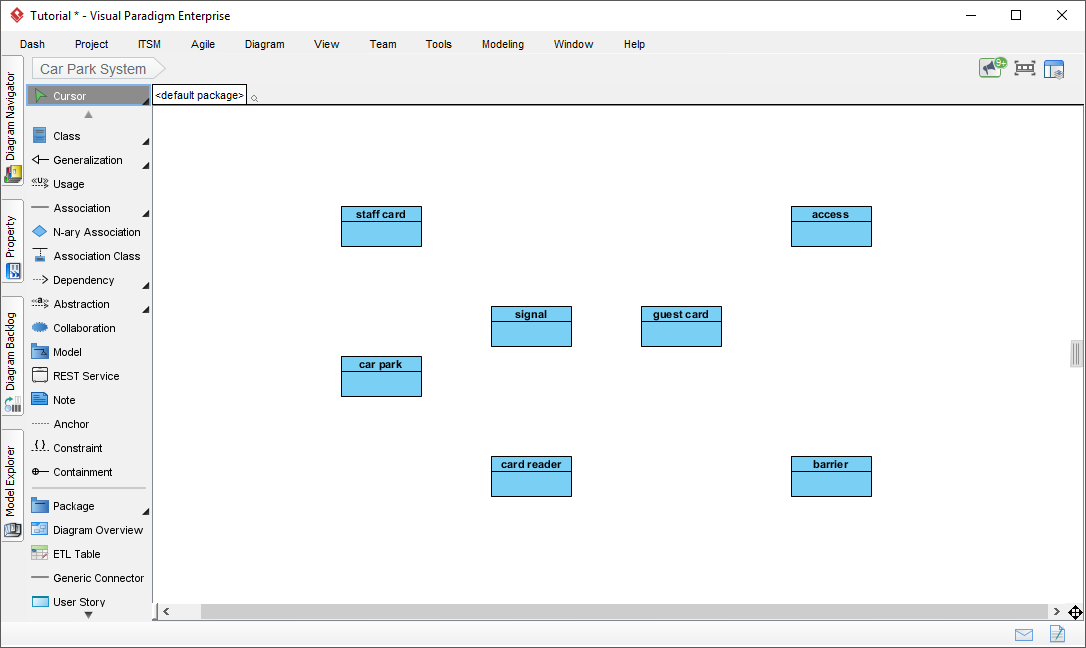 Tutorial * - Visual Paradigm Enterprise
Dash Project ITSM Agile Diagram View Team Tools Modeling Window Help
Car Park System
9+
Diagram Navigator
Property
Diagram Backlog
Model Explorer
Cursor
Class
Generalization
«u» Usage
Association
N-ary Association
Association Class
Dependency
«a» Abstraction
Collaboration
Model
REST Service
Note
Anchor
{ } Constraint
Containment
Package
Diagram Overview
ETL Table
Generic Connector
User Story
<default package>
staff card
access
signal
guest card
car park
card reader
barrier